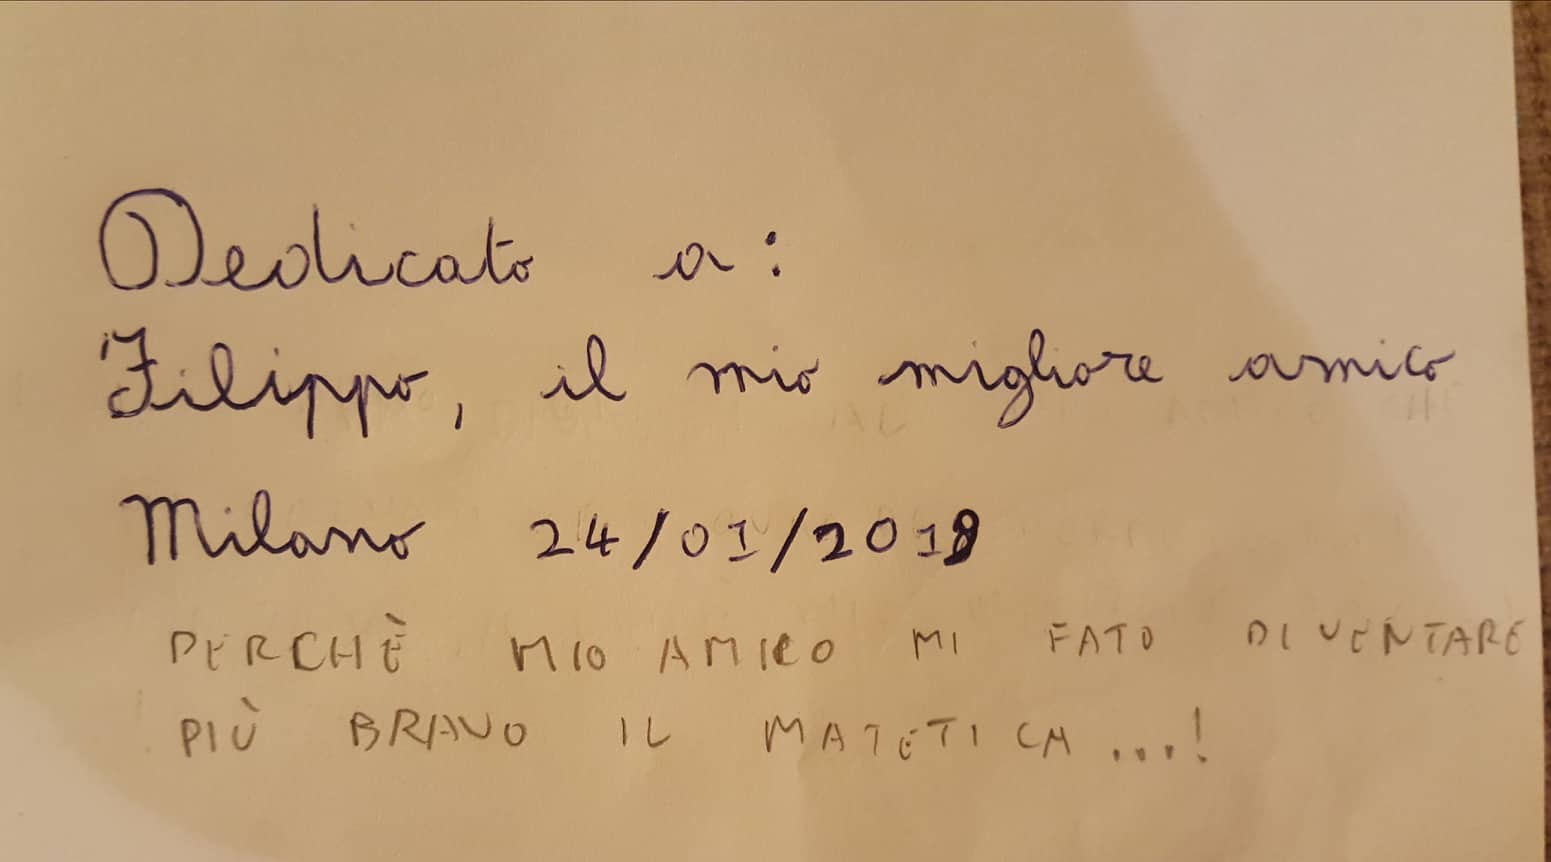 Dedicato a:
Filippo, il mio migliore amico
Milano 24/01/2019
PERCHÈ MIO AMICO MI FATO DIVENTARE
PIÙ BRAVO IL MATETICA...!